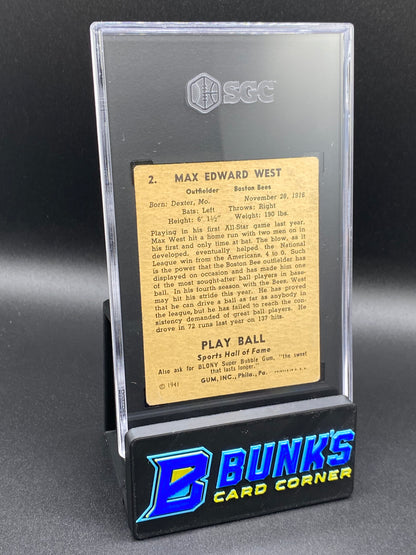 SGC
2. MAX EDWARD WEST
Outfielder Boston Bees
Born: Dexter, Mo. November 28, 1916
Bats: Left Throws: Right
Height: 6' 1½" Weight: 190 lbs.
Playing in his first All-Star game last year,
Max West hit a home run with two men on in
his first and only time at bat. The blow, as it
developed, eventually helped the National
League win from the Americans, 4 to 0. Such
is the power that the Boston Bee outfielder has
displayed on occasion and has made him one
of the most sought-after ball players in base-
ball. In his fourth season with the Bees, West
may hit his stride this year. He has proved
that he can drive a ball as far as anybody in
the league, but he has failed to reach the con-
sistency demanded of great ball players. He
drove in 72 runs last year on 137 hits.
PLAY BALL
Sports Hall of Fame
Also ask for BLONY Super Bubble Gum, "the sweet
that lasts longer."
© 1941 GUM, INC., Phila., Pa. PRINTED IN U. S. A.
B BUNK'S
CARD CORNER